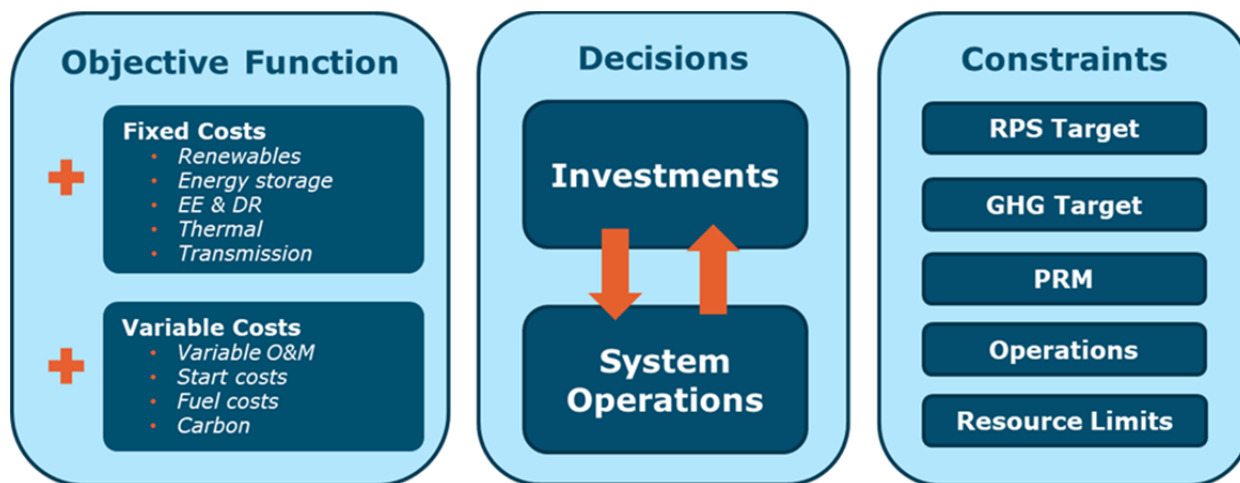 Objective Function
Fixed Costs
• Renewables
• Energy storage
• EE & DR
• Thermal
• Transmission
Variable Costs
• Variable O&M
• Start costs
• Fuel costs
• Carbon
Decisions
Investments
System
Operations
Constraints
RPS Target
GHG Target
PRM
Operations
Resource Limits